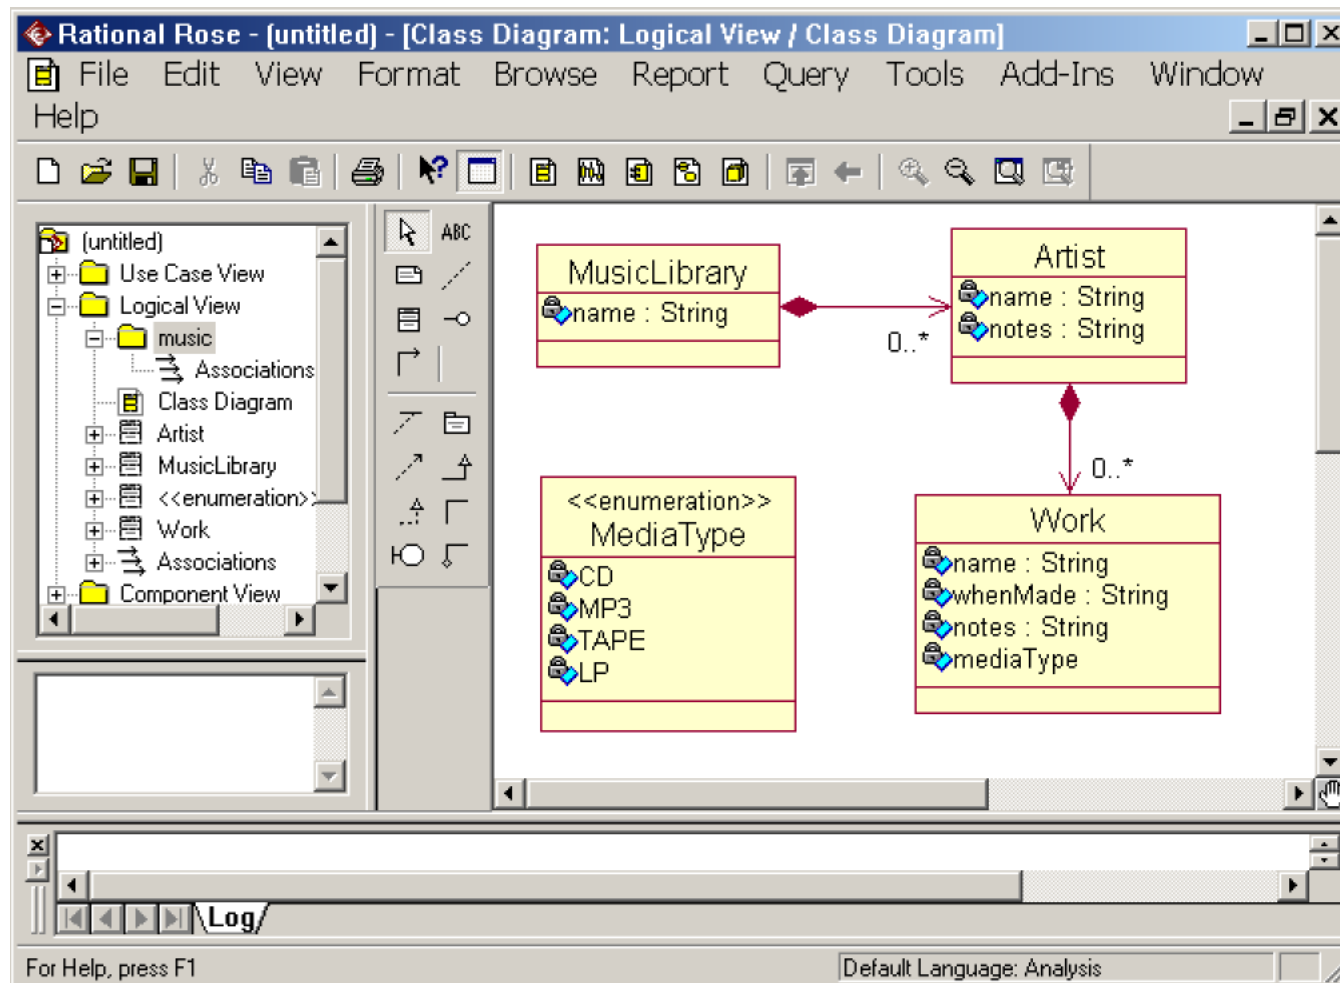 Rational Rose - (untitled) - [Class Diagram: Logical View / Class Diagram]
File Edit View Format Browse Report Query Tools Add-Ins Window
Help
ABC
(untitled)
Use Case View
Logical View
music
Associations
Class Diagram
Artist
MusicLibrary
<<enumeration>>
Work
Associations
Component View
MusicLibrary
name : String
0..*
Artist
name : String
notes : String
0..*
<<enumeration>>
MediaType
CD
MP3
TAPE
LP
Work
name : String
whenMade : String
notes : String
mediaType
Log
For Help, press F1
Default Language: Analysis